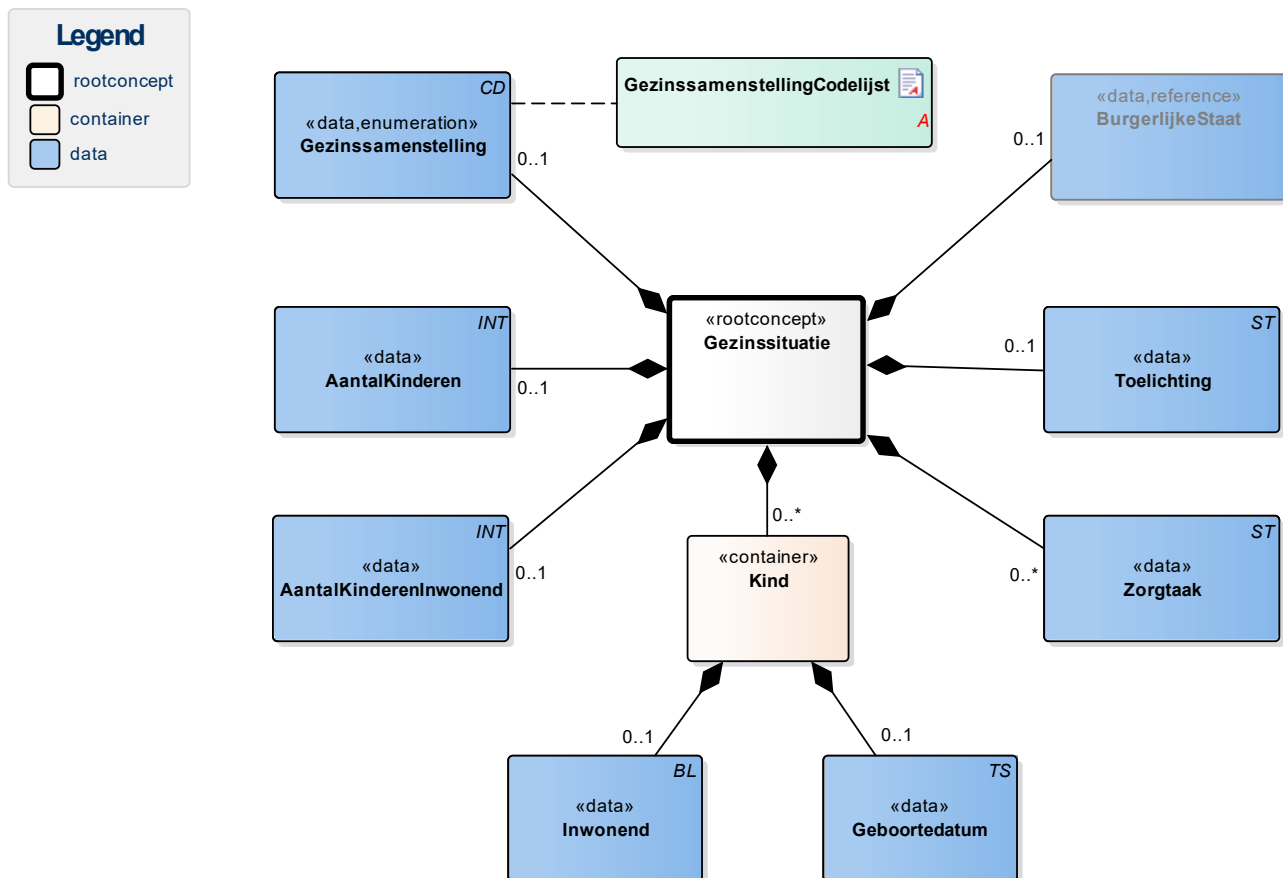 Legend
rootconcept
container
data
CD
«data,enumeration»
Gezinssamenstelling
0..1
GezinssamenstellingCodelijst
A
«data,reference»
BurgerlijkeStaat
0..1
INT
«data»
AantalKinderen
0..1
«rootconcept»
Gezinssituatie
ST
«data»
Toelichting
0..1
INT
«data»
AantalKinderenInwonend
0..1
0..*
«container»
Kind
ST
«data»
Zorgtaak
0..*
0..1
BL
«data»
Inwonend
0..1
TS
«data»
Geboortedatum